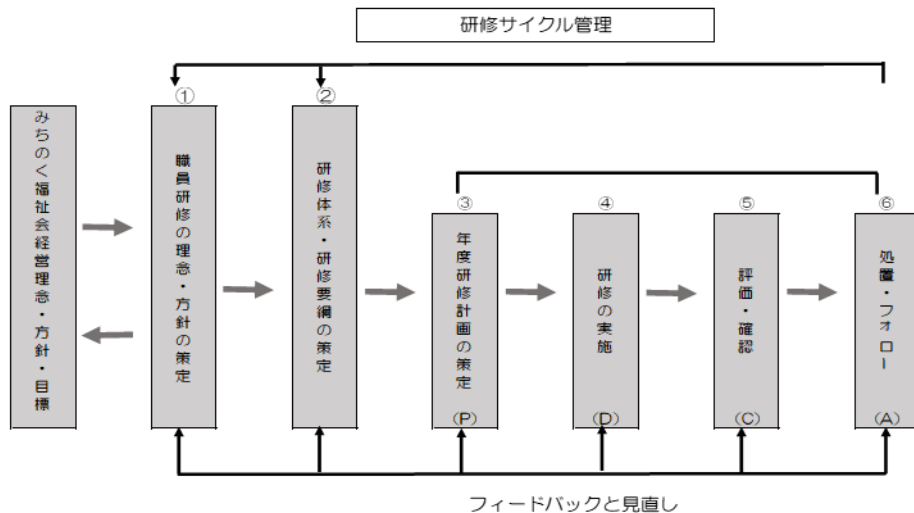 研修サイクル管理
みちのく福祉会経営理念・方針・目標
①
職員研修の理念・方針の策定
②
研修体系・研修要綱の策定
③
年度研修計画の策定
(P)
④
研修の実施
(D)
⑤
評価・確認
(C)
⑥
処置・フォロー
(A)
フィードバックと見直し